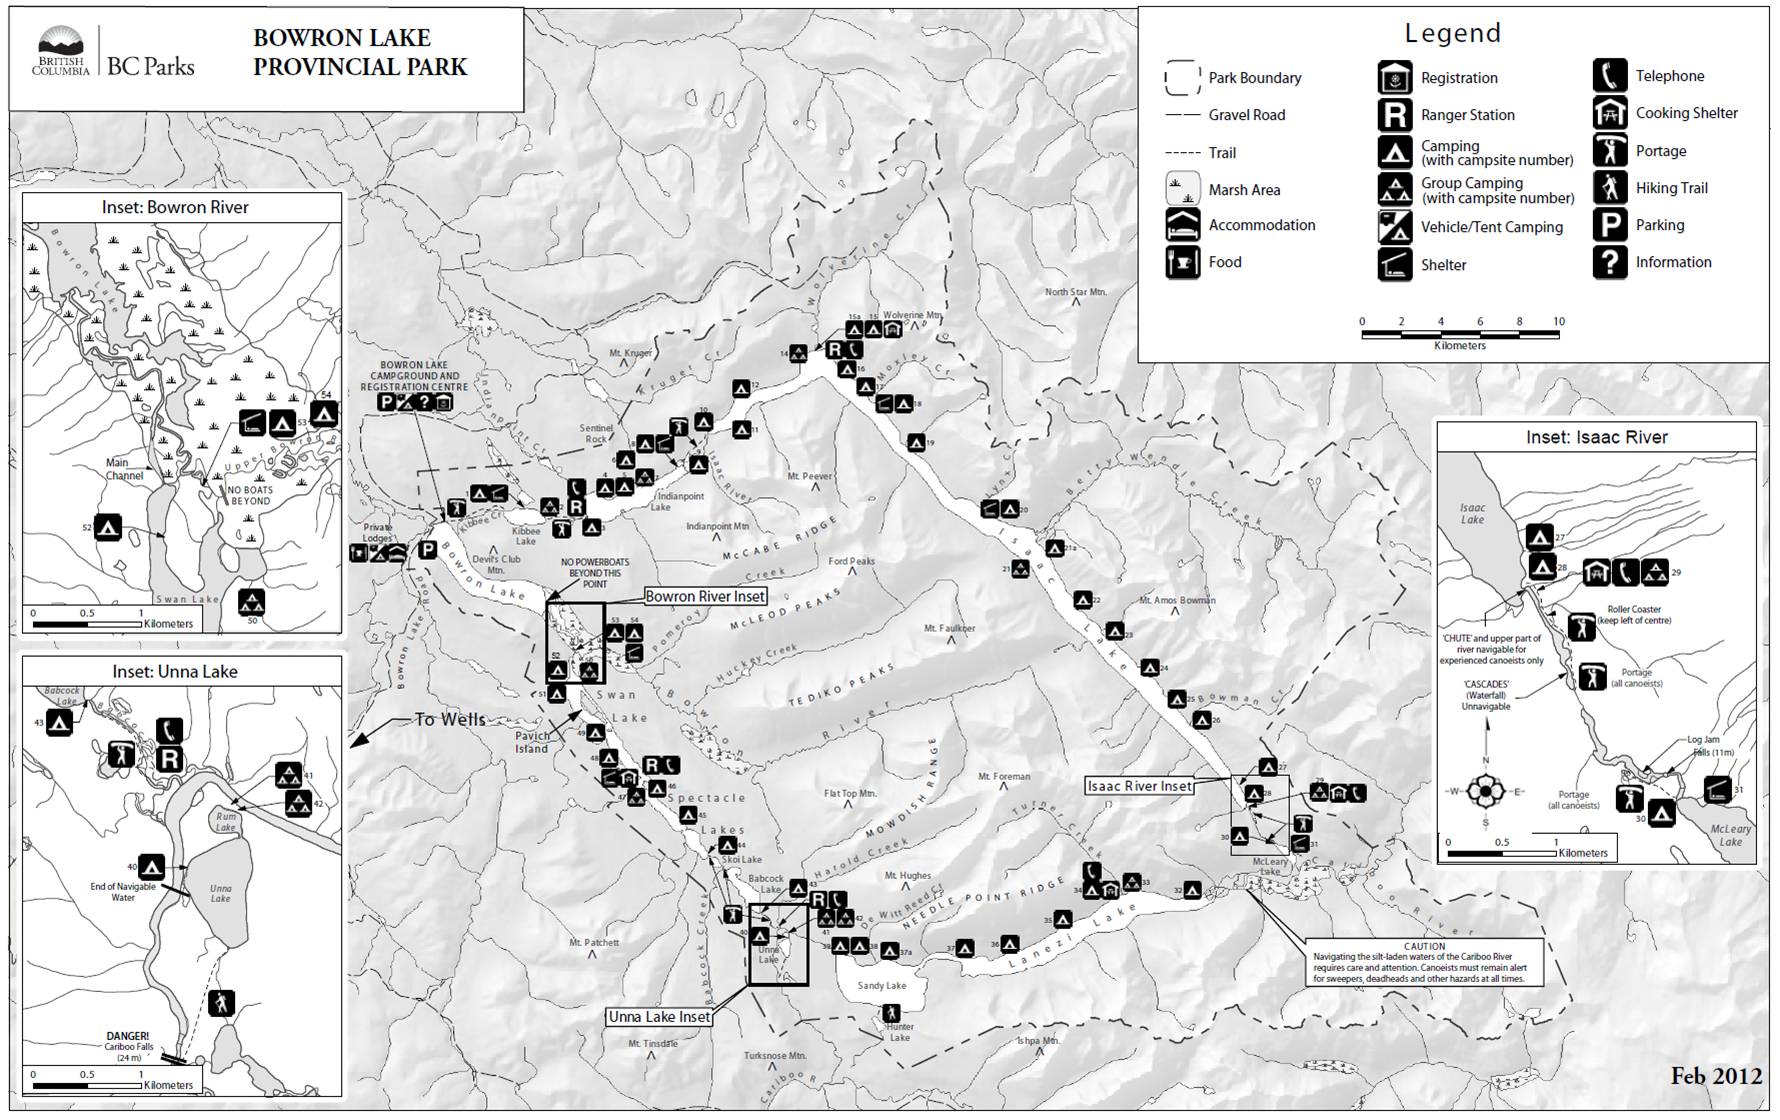 BRITISH
COLUMBIA
BC Parks
BOWRON LAKE
PROVINCIAL PARK
Legend
Park Boundary
Gravel Road
Trail
Marsh Area
Accommodation
Food
Registration
R
Ranger Station
Camping
(with campsite number)
Group Camping
(with campsite number)
Vehicle/Tent Camping
Shelter
Telephone
Cooking Shelter
Portage
Hiking Trail
P
Parking
?
Information
0 2 4 6 8 10
Kilometers
Inset: Bowron River
Bowron Lake
54
53
Upper Bowron
Main
Channel
NO BOATS
BEYOND
52
Swan Lake
50
0 0.5 1
Kilometers
Inset: Unna Lake
Babcock
Lake
43
R
41
42
Rum
Lake
40
End of Navigable
Water
Unna
Lake
DANGER!
Cariboo Falls
(24 m)
0 0.5 1
Kilometers
Inset: Isaac River
Isaac
Lake
27
28
29
Roller Coaster
(keep left of centre)
'CHUTE' and upper part of
river navigable for
experienced canoeists only
Portage
(all canoeists)
'CASCADES'
(Waterfall)
Unnavigable
Log Jam
Falls (11m)
N
W
E
S
Portage
(all canoeists)
30
31
McLeary
Lake
0 0.5 1
Kilometers
Wolverine Cr
North Star Mtn.
15a
15
Wolverine Mtn.
14
R
16
Moxley Cr
17
18
19
Mt. Kruger
Kruger Cr
BOWRON LAKE
CAMPGROUND AND
REGISTRATION CENTRE
P ?
Indianpoint Cr
12
11
10
Sentinel
Rock
8
6
Isaac River
Mt. Peever
4
Indianpoint
Lake
R
Kibbee Cr
Kibbee
Lake
3
Indianpoint Mtn
McCABE RIDGE
Private
Lodges
P
Devil's Club
Mtn.
Bowron Lake
NO POWERBOATS
BEYOND THIS
POINT
Creek
Ford Peaks
Bowron River Inset
McLEOD PEAKS
Pomeroy
Mt. Faulkner
Huckey Creek
TEDIKO PEAKS
53
54
52
51
Bowron Lake Road
Swan
Lake
Bowron
River
To Wells
Pavich
Island
49
48
R
46
47
Spectacle
Lakes
45
44
Skoi Lake
Flat Top Mtn.
MOWDISH RANGE
Mt. Foreman
Turner Creek
Harold Creek
Babcock
Lake
43
Mt. Hughes
De Witt Reed Cr
NEEDLE POINT RIDGE
R
42
41
40
Unna
Lake
39
38
37a
37
36
35
34
33
32
Lanezi Lake
Sandy Lake
Hunter
Lake
Unna Lake Inset
Babcock Creek
Mt. Patchett
Mt. Tinsdale
Turksnose Mtn.
Cariboo R
Ishpa Mtn.
Lynx Cr
Betty Wendle Creek
20
Isaac Lake
21a
21
22
Mt. Amos Bowman
23
24
25
Bowman Cr
26
27
Isaac River Inset
28
29
30
31
McLeary
Lake
Cariboo River
CAUTION
Navigating the silt-laden waters of the Cariboo River
requires care and attention. Canoeists must remain alert
for sweepers, deadheads and other hazards at all times.
Feb 2012